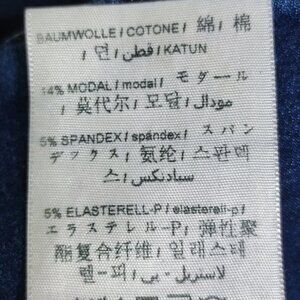 BAUMWOLLE / COTONE / 綿 / 棉
/ 면 / قطن / KATUN
14% MODAL / modal / モダール
/ 莫代尔 / 모달 / مودال
5% SPANDEX / spandex / スパン
デックス / 氨纶 / 스판덱
스 / سباندكس
5% ELASTERELL-P / elasterell-p /
エラステレル-P / 弹性聚
酯复合纤维 / 일래스테
렐-피 / لاستريل-بي